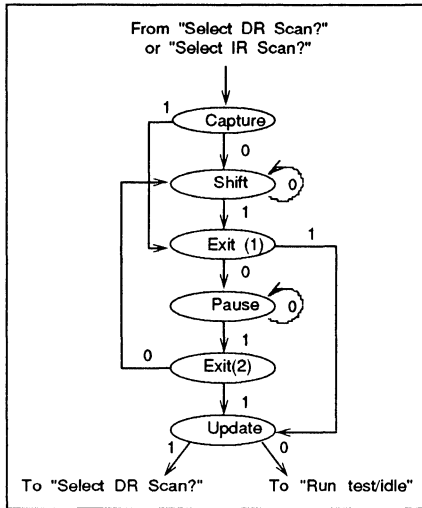 From "Select DR Scan?"
or "Select IR Scan?"
1
Capture
0
Shift
0
1
Exit (1)
1
0
Pause
0
1
0
Exit(2)
1
Update
1
0
To "Select DR Scan?"
To "Run test/idle"